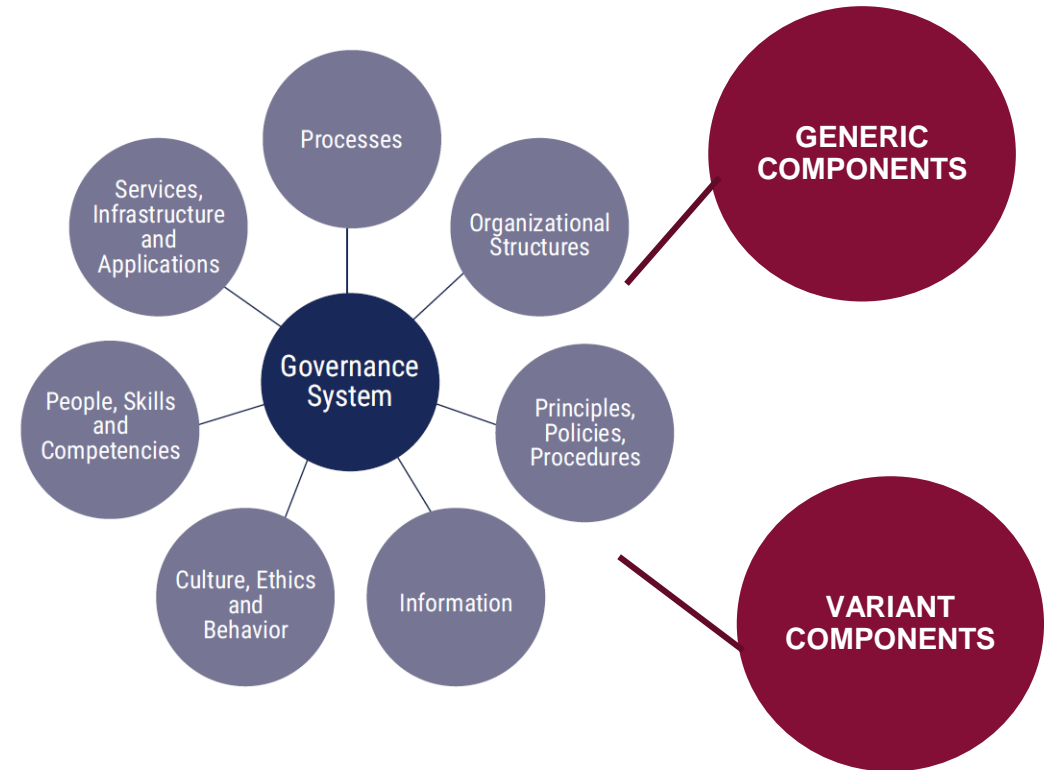 Processes
Services,
Infrastructure
and
Applications
Organizational
Structures
GENERIC
COMPONENTS
Governance
System
People, Skills
and
Competencies
Principles,
Policies,
Procedures
Culture, Ethics
and
Behavior
Information
VARIANT
COMPONENTS